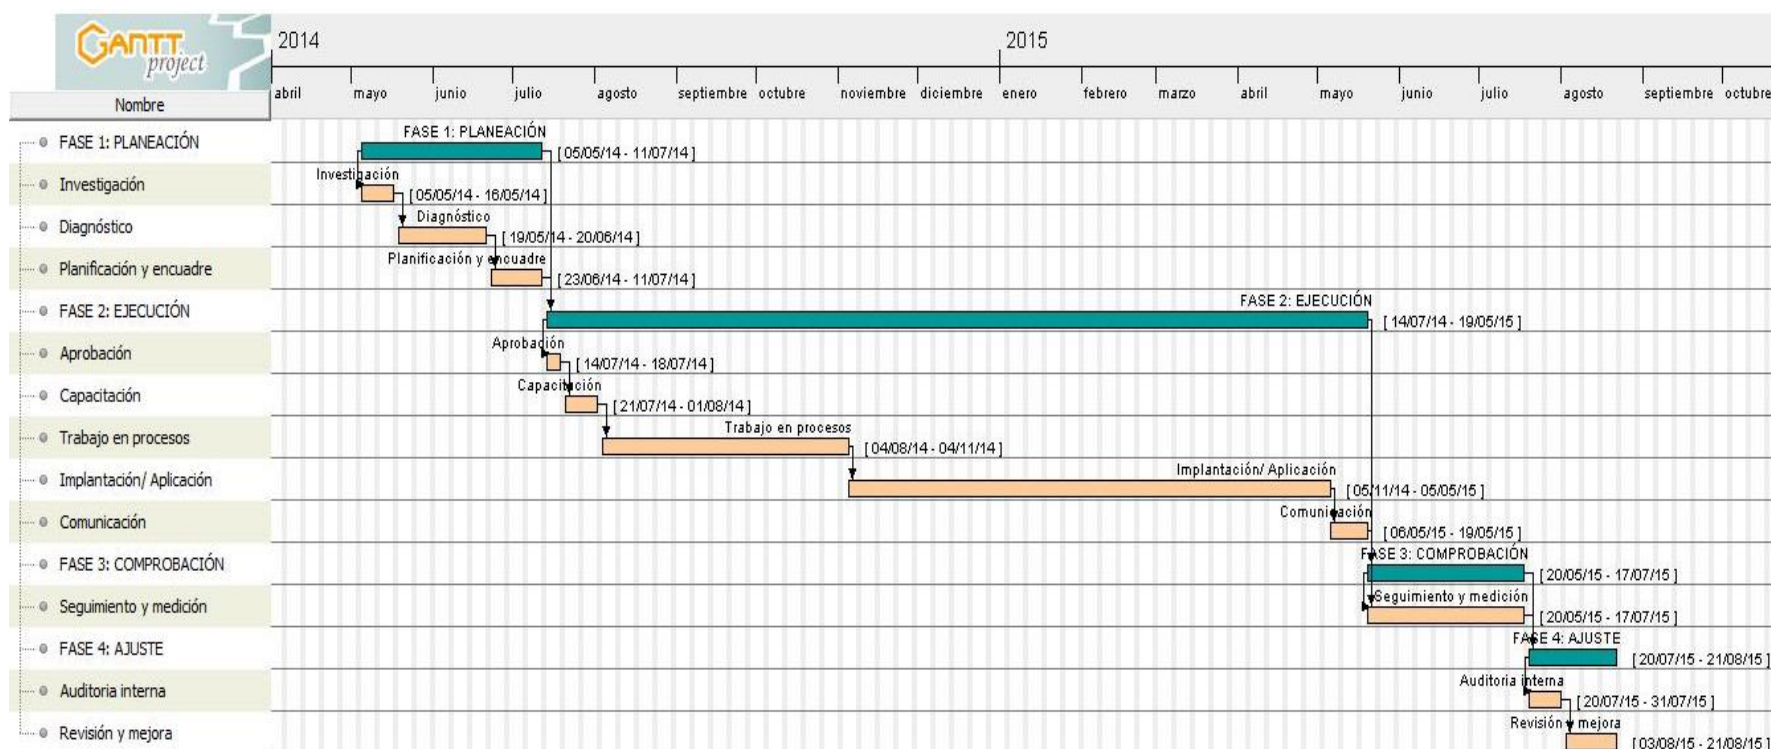 GANTT project
2014 2015
abril mayo junio julio agosto septiembre octubre noviembre diciembre enero febrero marzo abril mayo junio julio agosto septiembre octubre
Nombre
FASE 1: PLANEACIÓN
FASE 1: PLANEACIÓN
[ 05/05/14 - 11/07/14 ]
Investigación
Investigación
[ 05/05/14 - 16/05/14 ]
Diagnóstico
Diagnóstico
[ 19/05/14 - 20/06/14 ]
Planificación y encuadre
Planificación y encuadre
[ 23/06/14 - 11/07/14 ]
FASE 2: EJECUCIÓN
FASE 2: EJECUCIÓN
[ 14/07/14 - 19/05/15 ]
Aprobación
Aprobación
[ 14/07/14 - 18/07/14 ]
Capacitación
Capacitación
[ 21/07/14 - 01/08/14 ]
Trabajo en procesos
Trabajo en procesos
[ 04/08/14 - 04/11/14 ]
Implantación/ Aplicación
Implantación/ Aplicación
[ 05/11/14 - 05/05/15 ]
Comunicación
Comunicación
[ 06/05/15 - 19/05/15 ]
FASE 3: COMPROBACIÓN
FASE 3: COMPROBACIÓN
[ 20/05/15 - 17/07/15 ]
Seguimiento y medición
Seguimiento y medición
[ 20/05/15 - 17/07/15 ]
FASE 4: AJUSTE
FASE 4: AJUSTE
[ 20/07/15 - 21/08/15 ]
Auditoria interna
Auditoria interna
[ 20/07/15 - 31/07/15 ]
Revisión y mejora
Revisión y mejora
[ 03/08/15 - 21/08/15 ]